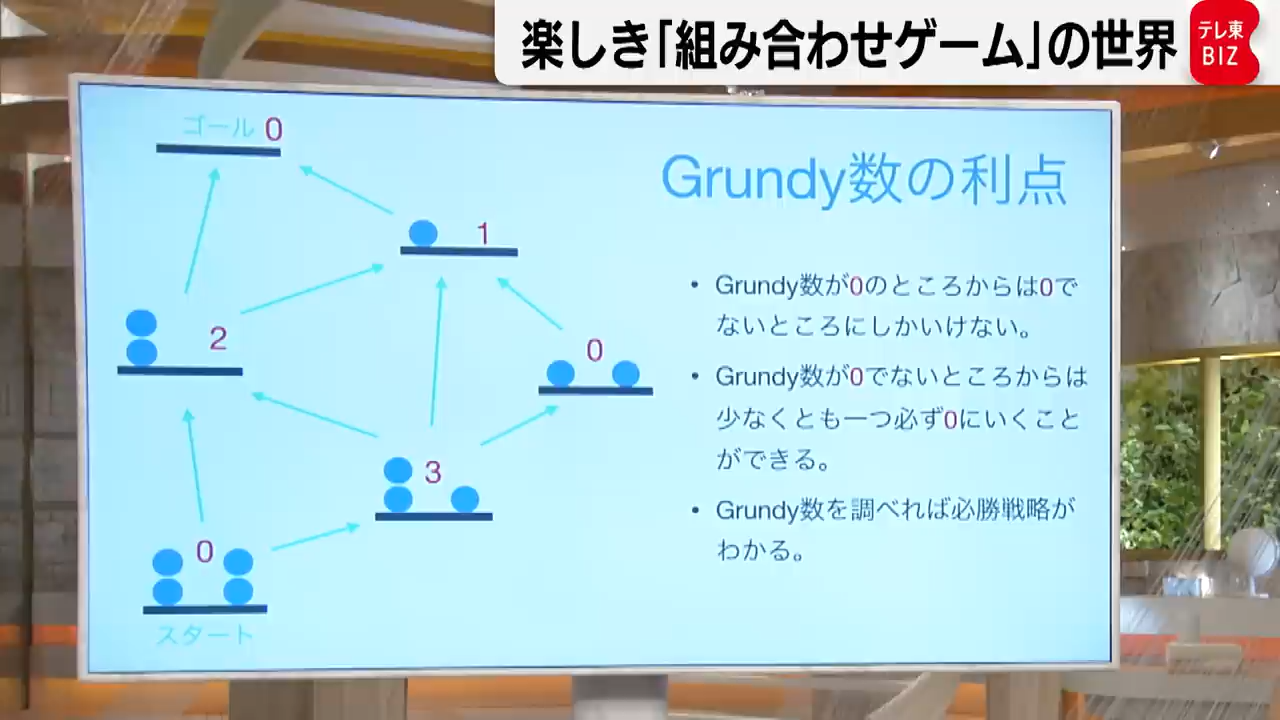 楽しき「組み合わせゲーム」の世界
テレ東
BIZ
ゴール 0
1
2
0
3
0
スタート
Grundy数の利点
• Grundy数が0のところからは0で
ないところにしかいけない。
• Grundy数が0でないところからは
少なくとも一つ必ず0にいくこと
ができる。
• Grundy数を調べれば必勝戦略が
わかる。